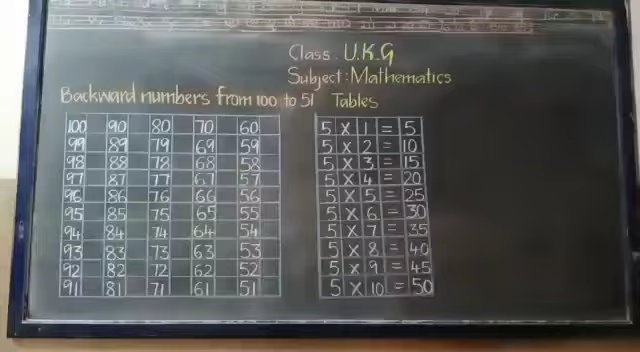 Class : U.K.G
Subject : Mathematics
Backward numbers from 100 to 51 Tables
100 90 80 70 60 5 X 1 = 5
99 89 79 69 59 5 X 2 = 10
98 88 78 68 58 5 X 3 = 15
97 87 77 67 57 5 X 4 = 20
96 86 76 66 56 5 X 5 = 25
95 85 75 65 55 5 X 6 = 30
94 84 74 64 54 5 X 7 = 35
93 83 73 63 53 5 X 8 = 40
92 82 72 62 52 5 X 9 = 45
91 81 71 61 51 5 X 10 = 50